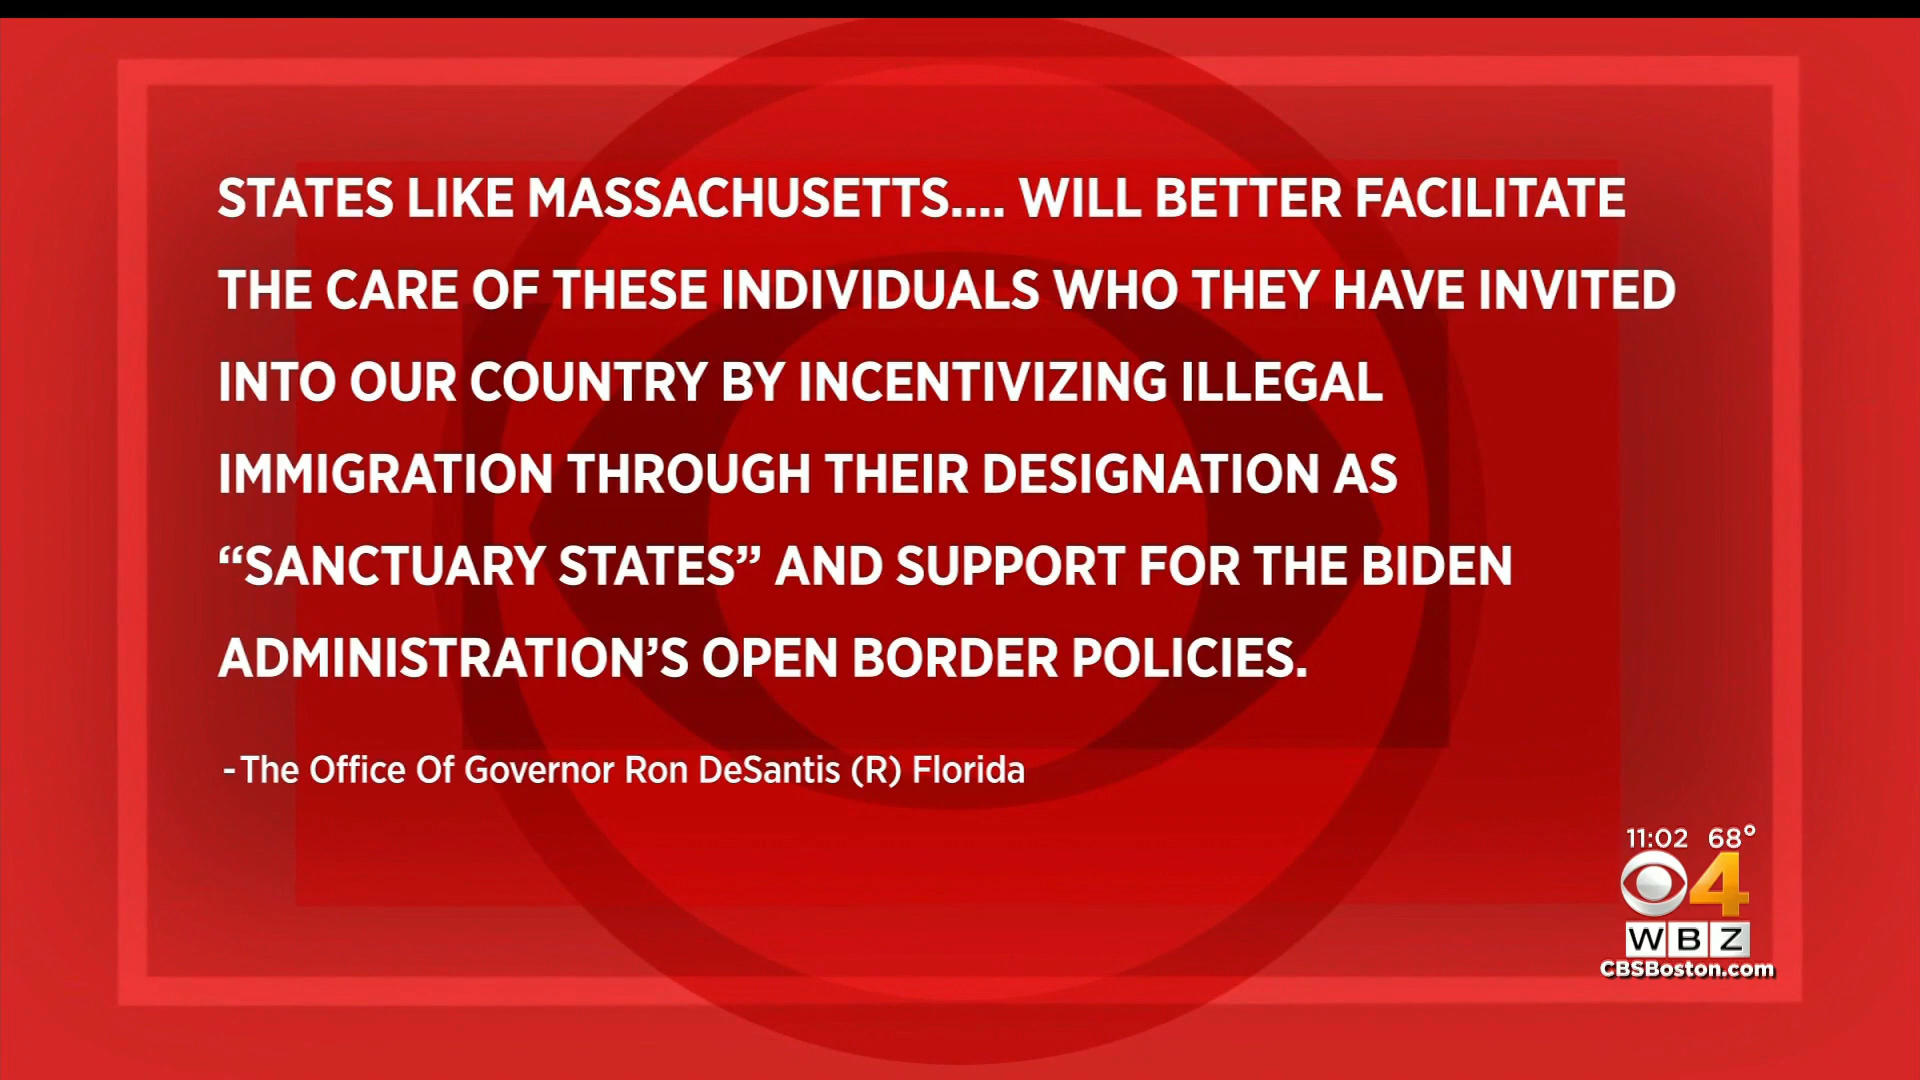 STATES LIKE MASSACHUSETTS.... WILL BETTER FACILITATE
THE CARE OF THESE INDIVIDUALS WHO THEY HAVE INVITED
INTO OUR COUNTRY BY INCENTIVIZING ILLEGAL
IMMIGRATION THROUGH THEIR DESIGNATION AS
“SANCTUARY STATES” AND SUPPORT FOR THE BIDEN
ADMINISTRATION’S OPEN BORDER POLICIES.
-The Office Of Governor Ron DeSantis (R) Florida
11:02 68°
4
WBZ
CBSBoston.com